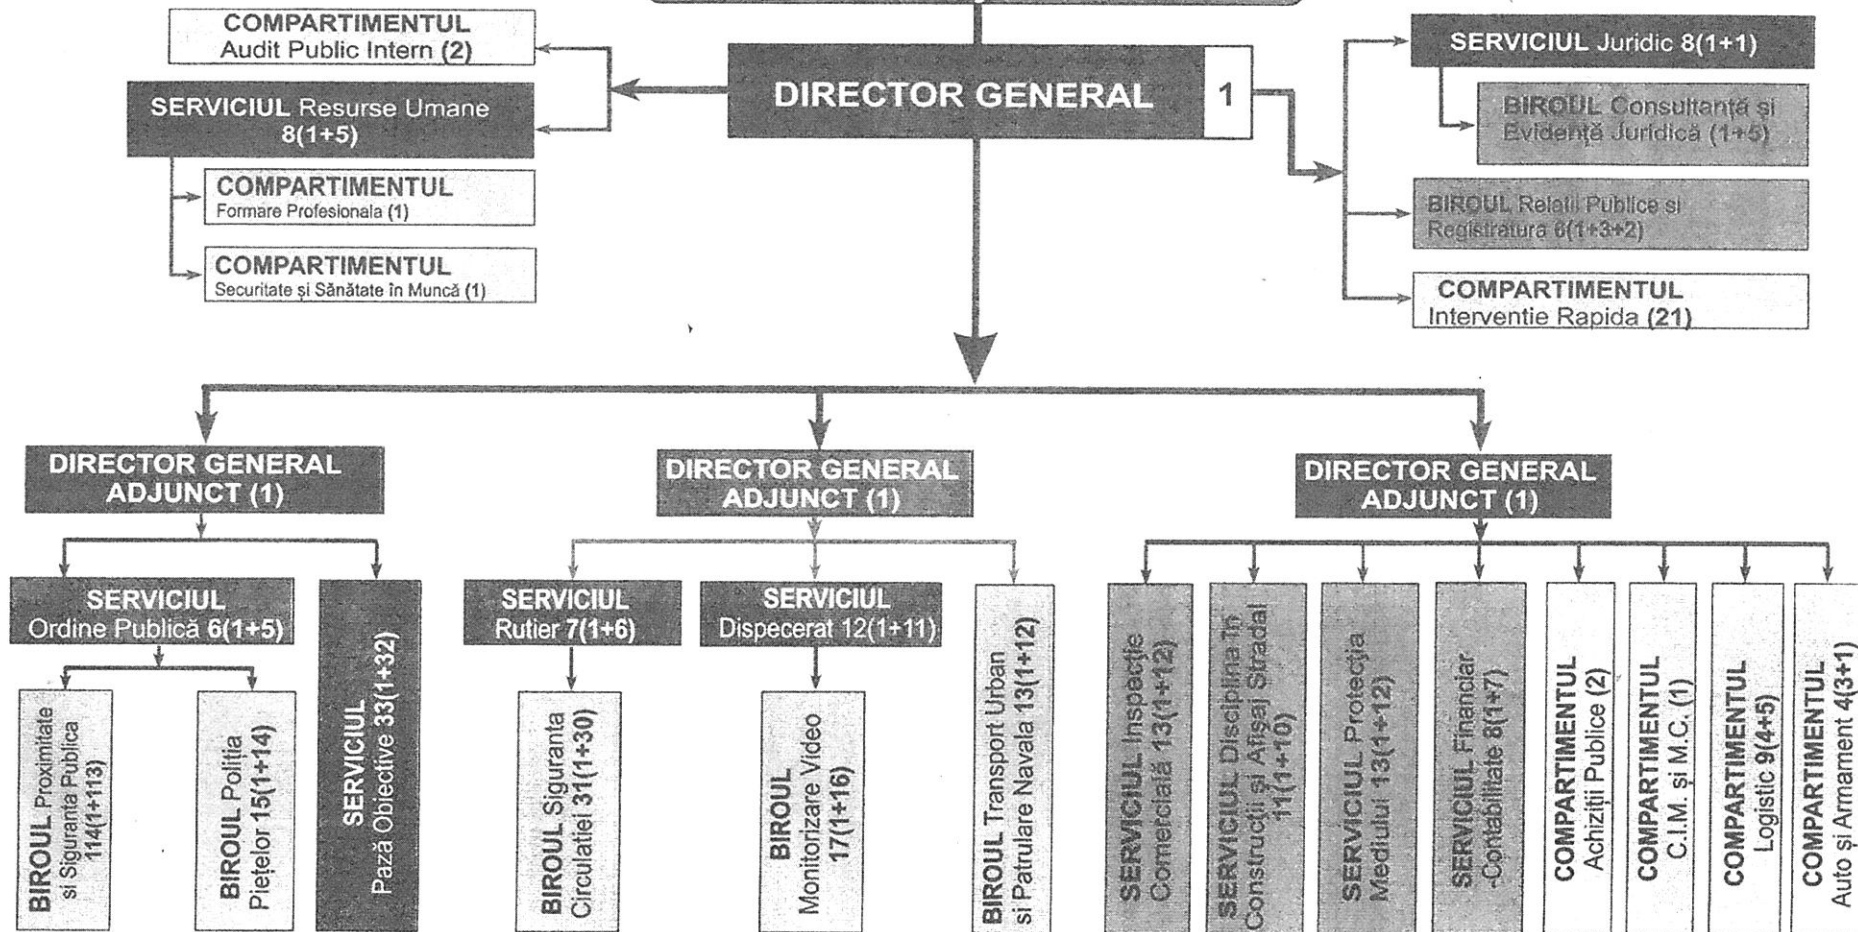 COMPARTIMENTUL
Audit Public Intern (2)
SERVICIUL Resurse Umane
8(1+5)
COMPARTIMENTUL
Formare Profesionala (1)
COMPARTIMENTUL
Securitate și Sănătate în Muncă (1)
DIRECTOR GENERAL 1
SERVICIUL Juridic 8(1+1)
BIROUL Consultanță și
Evidență Juridică (1+5)
BIROUL Relatii Publice si
Registratura 6(1+3+2)
COMPARTIMENTUL
Interventie Rapida (21)
DIRECTOR GENERAL
ADJUNCT (1)
SERVICIUL
Ordine Publică 6(1+5)
BIROUL Proximitate
si Siguranta Publica
114(1+113)
BIROUL Poliția
Piețelor 15(1+14)
SERVICIUL
Pază Obiective 33(1+32)
DIRECTOR GENERAL
ADJUNCT (1)
SERVICIUL
Rutier 7(1+6)
BIROUL Siguranta
Circulatiei 31(1+30)
SERVICIUL
Dispecerat 12(1+11)
BIROUL
Monitorizare Video
17(1+16)
BIROUL Transport Urban
si Patrulare Navala 13(1+12)
DIRECTOR GENERAL
ADJUNCT (1)
SERVICIUL Inspecție
Comercială 13(1+12)
SERVICIUL Disciplina în
Construcții și Afișaj Stradal
11(1+10)
SERVICIUL Protecția
Mediului 13(1+12)
SERVICIUL Financiar
-Contabilitate 8(1+7)
COMPARTIMENTUL
Achiziții Publice (2)
COMPARTIMENTUL
C.I.M. și M.C. (1)
COMPARTIMENTUL
Logistic 9(4+5)
COMPARTIMENTUL
Auto și Armament 4(3+1)